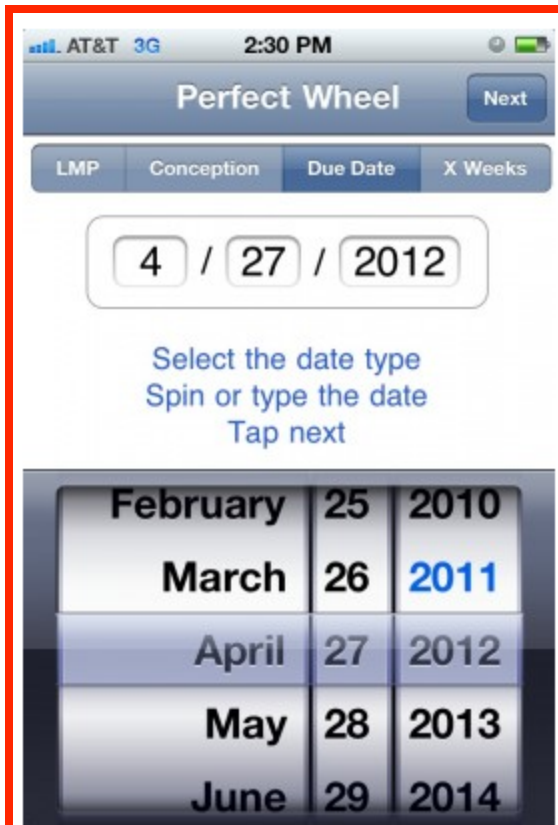 AT&T 3G 2:30 PM
Perfect Wheel Next
LMP Conception Due Date X Weeks
4 / 27 / 2012
Select the date type
Spin or type the date
Tap next
February 25 2010
March 26 2011
April 27 2012
May 28 2013
June 29 2014